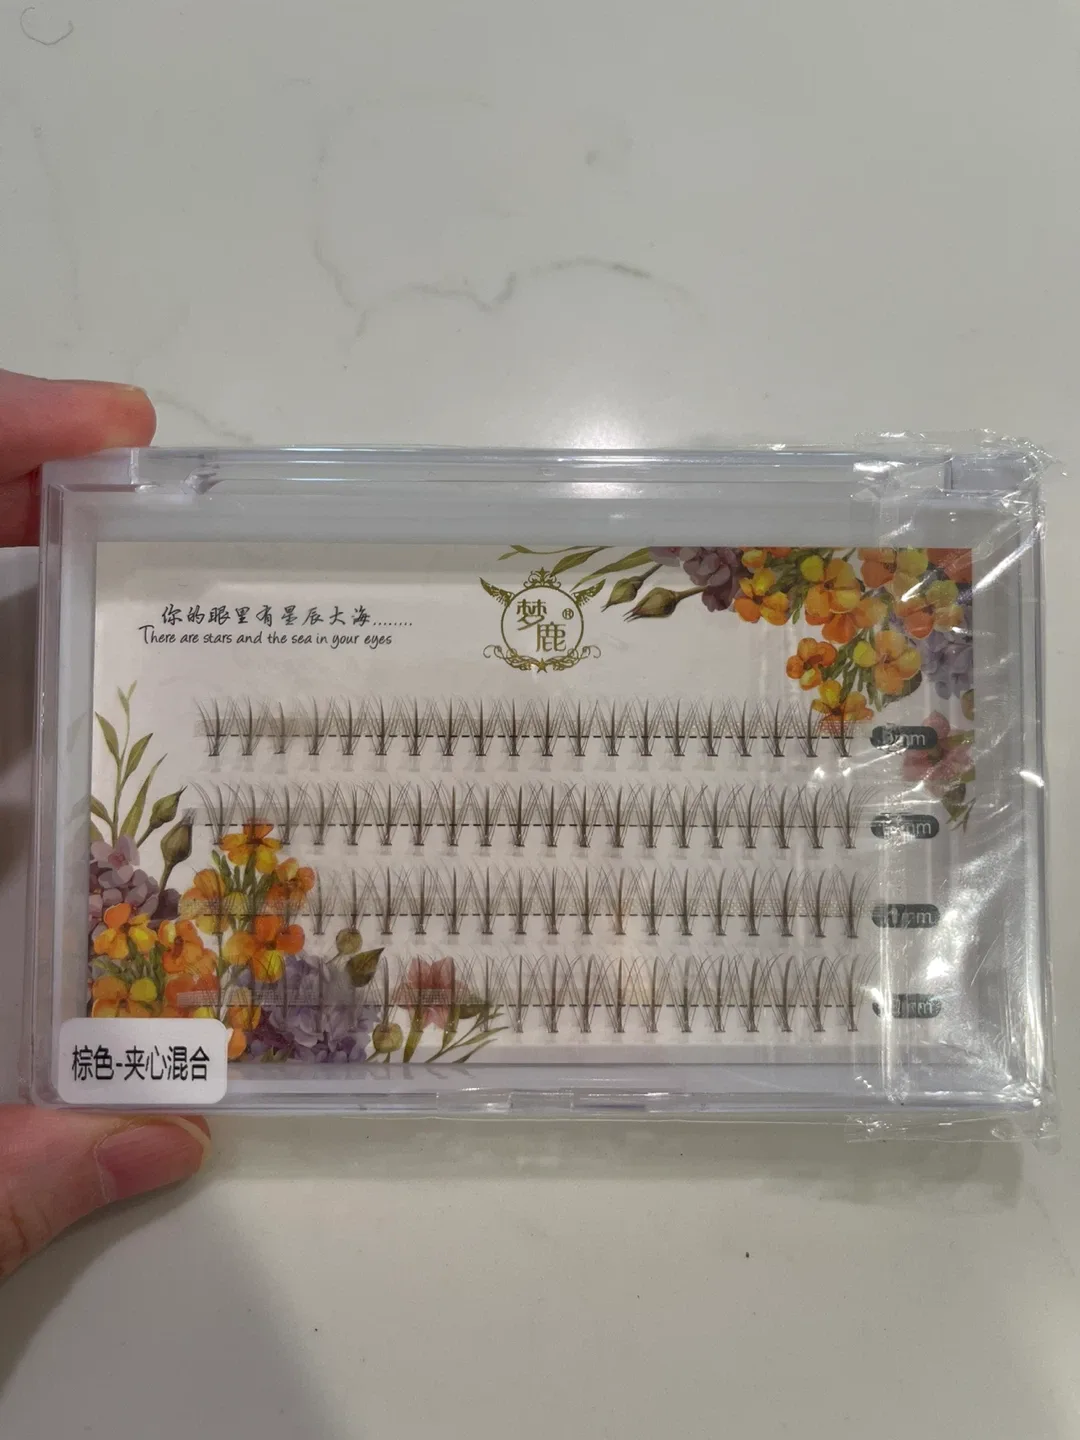 你的眼里有星辰大海........
There are stars and the sea in your eyes
梦鹿®
棕色-夹心混合